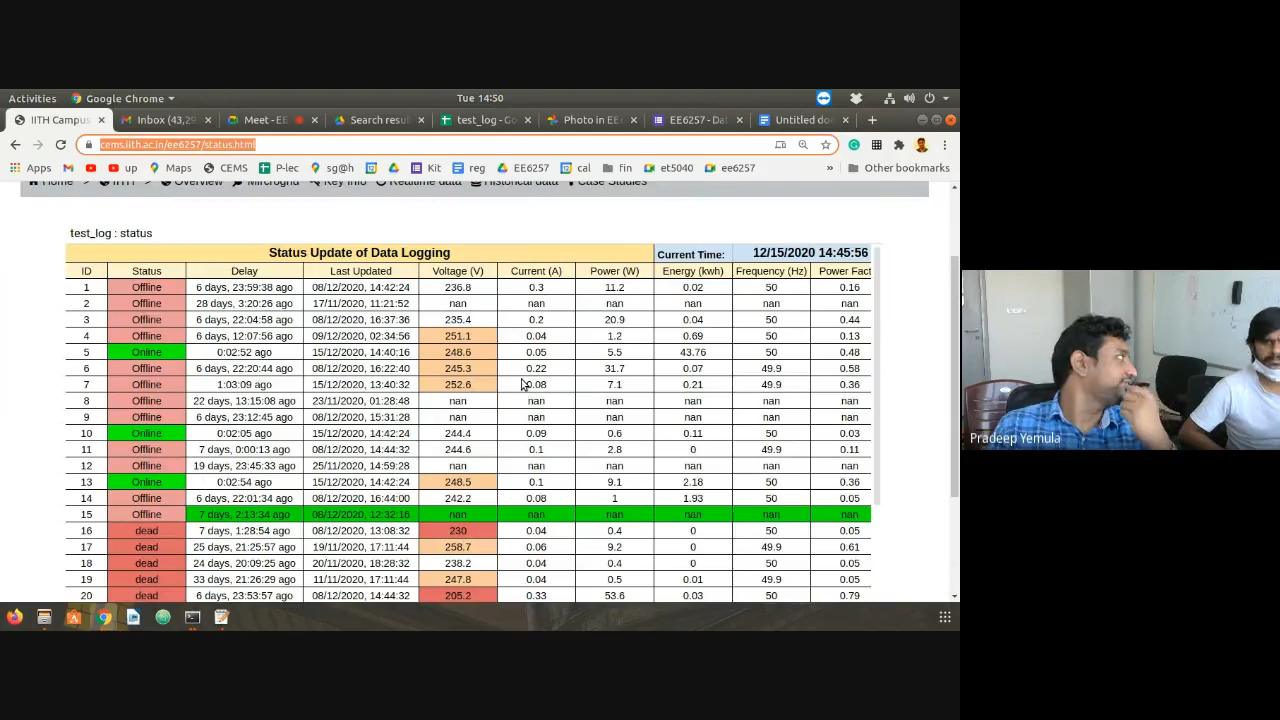 Activities Google Chrome Tue 14:50
IITH Campus Inbox (43,29 Meet - EE Search resul test_log - Go Photo in EE EE6257 - Da Untitled do
cems.iith.ac.in/ee6257/status.html
Apps YouTube Maps CEMS P-lec sg@h Kit reg EE6257 cal fin et5040 ee6257 » Other bookmarks
Home > IITH > Overview Microgrid Key info Realtime data Historical data Case Studies
test_log : status
Status Update of Data Logging Current Time: 12/15/2020 14:45:56
ID Status Delay Last Updated Voltage (V) Current (A) Power (W) Energy (kwh) Frequency (Hz) Power Fact
1 Offline 6 days, 23:59:38 ago 08/12/2020, 14:42:24 236.8 0.3 11.2 0.02 50 0.16
2 Offline 28 days, 3:20:26 ago 17/11/2020, 11:21:52 nan nan nan nan nan nan
3 Offline 6 days, 22:04:58 ago 08/12/2020, 16:37:36 235.4 0.2 20.9 0.04 50 0.44
4 Offline 6 days, 12:07:56 ago 09/12/2020, 02:34:56 251.1 0.04 1.2 0.69 50 0.13
5 Online 0:02:52 ago 15/12/2020, 14:40:16 248.6 0.05 5.5 43.76 50 0.48
6 Offline 6 days, 22:20:44 ago 08/12/2020, 16:22:40 245.3 0.22 31.7 0.07 49.9 0.58
7 Offline 1:03:09 ago 15/12/2020, 13:40:32 252.6 0.08 7.1 0.21 49.9 0.36
8 Offline 22 days, 13:15:08 ago 23/11/2020, 01:28:48 nan nan nan nan nan nan
9 Offline 6 days, 23:12:45 ago 08/12/2020, 15:31:28 nan nan nan nan nan nan
10 Online 0:02:05 ago 15/12/2020, 14:42:24 244.4 0.09 0.6 0.11 50 0.03
11 Offline 7 days, 0:00:13 ago 08/12/2020, 14:44:32 244.6 0.1 2.8 0 49.9 0.11
12 Offline 19 days, 23:45:33 ago 25/11/2020, 14:59:28 nan nan nan nan nan nan
13 Online 0:02:54 ago 15/12/2020, 14:42:24 248.5 0.1 9.1 2.18 50 0.36
14 Offline 6 days, 22:01:34 ago 08/12/2020, 16:44:00 242.2 0.08 1 1.93 50 0.05
15 Offline 7 days, 2:13:34 ago 08/12/2020, 12:32:16 nan nan nan nan nan nan
16 dead 7 days, 1:28:54 ago 08/12/2020, 13:08:32 230 0.04 0.4 0 50 0.05
17 dead 25 days, 21:25:57 ago 19/11/2020, 17:11:44 258.7 0.06 9.2 0 49.9 0.61
18 dead 24 days, 20:09:25 ago 20/11/2020, 18:28:32 238.2 0.04 0.4 0 50 0.05
19 dead 33 days, 21:26:29 ago 11/11/2020, 17:11:44 247.8 0.04 0.5 0.01 49.9 0.05
20 dead 6 days, 23:53:57 ago 08/12/2020, 14:44:32 205.2 0.33 53.6 0.03 50 0.79
Pradeep Yemula